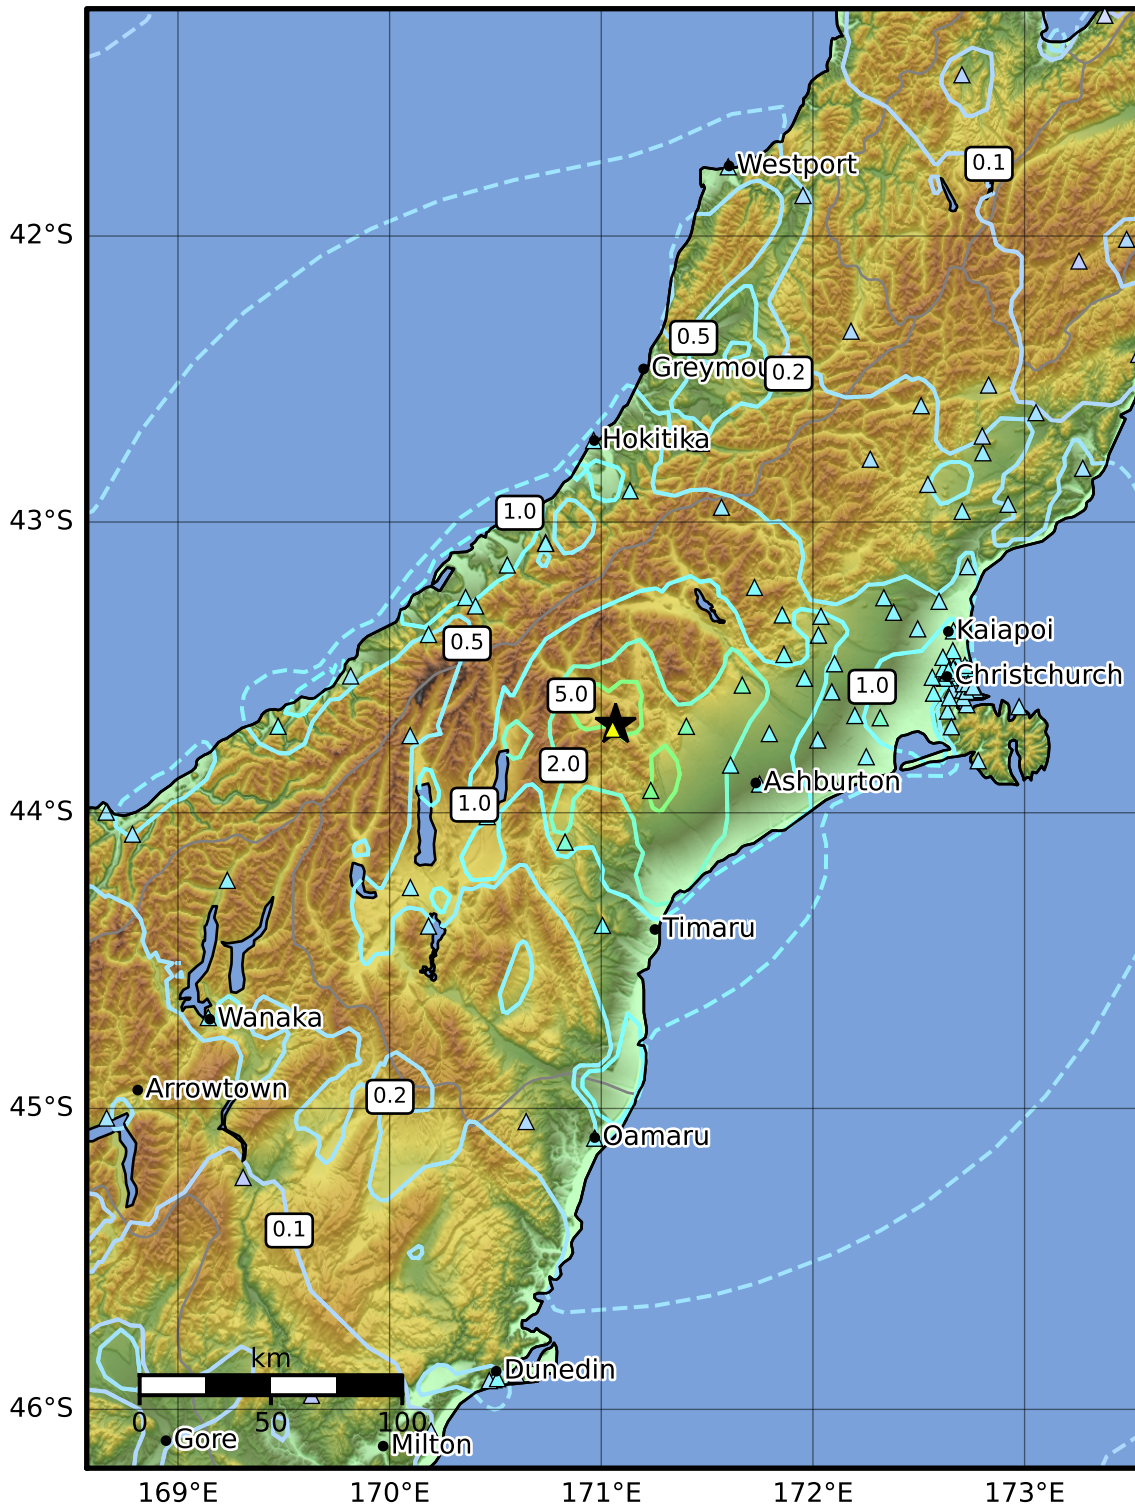 Westport
0.1
42°S
0.5
Greymou
0.2
Hokitika
1.0
43°S
Kaiapoi
0.5
Christchurch
1.0
5.0
2.0
Ashburton
1.0
44°S
Timaru
Wanaka
Arrowtown
0.2
45°S
Oamaru
0.1
km
Dunedin
0 50 100
46°S
Gore
Milton
169°E 170°E 171°E 172°E 173°E